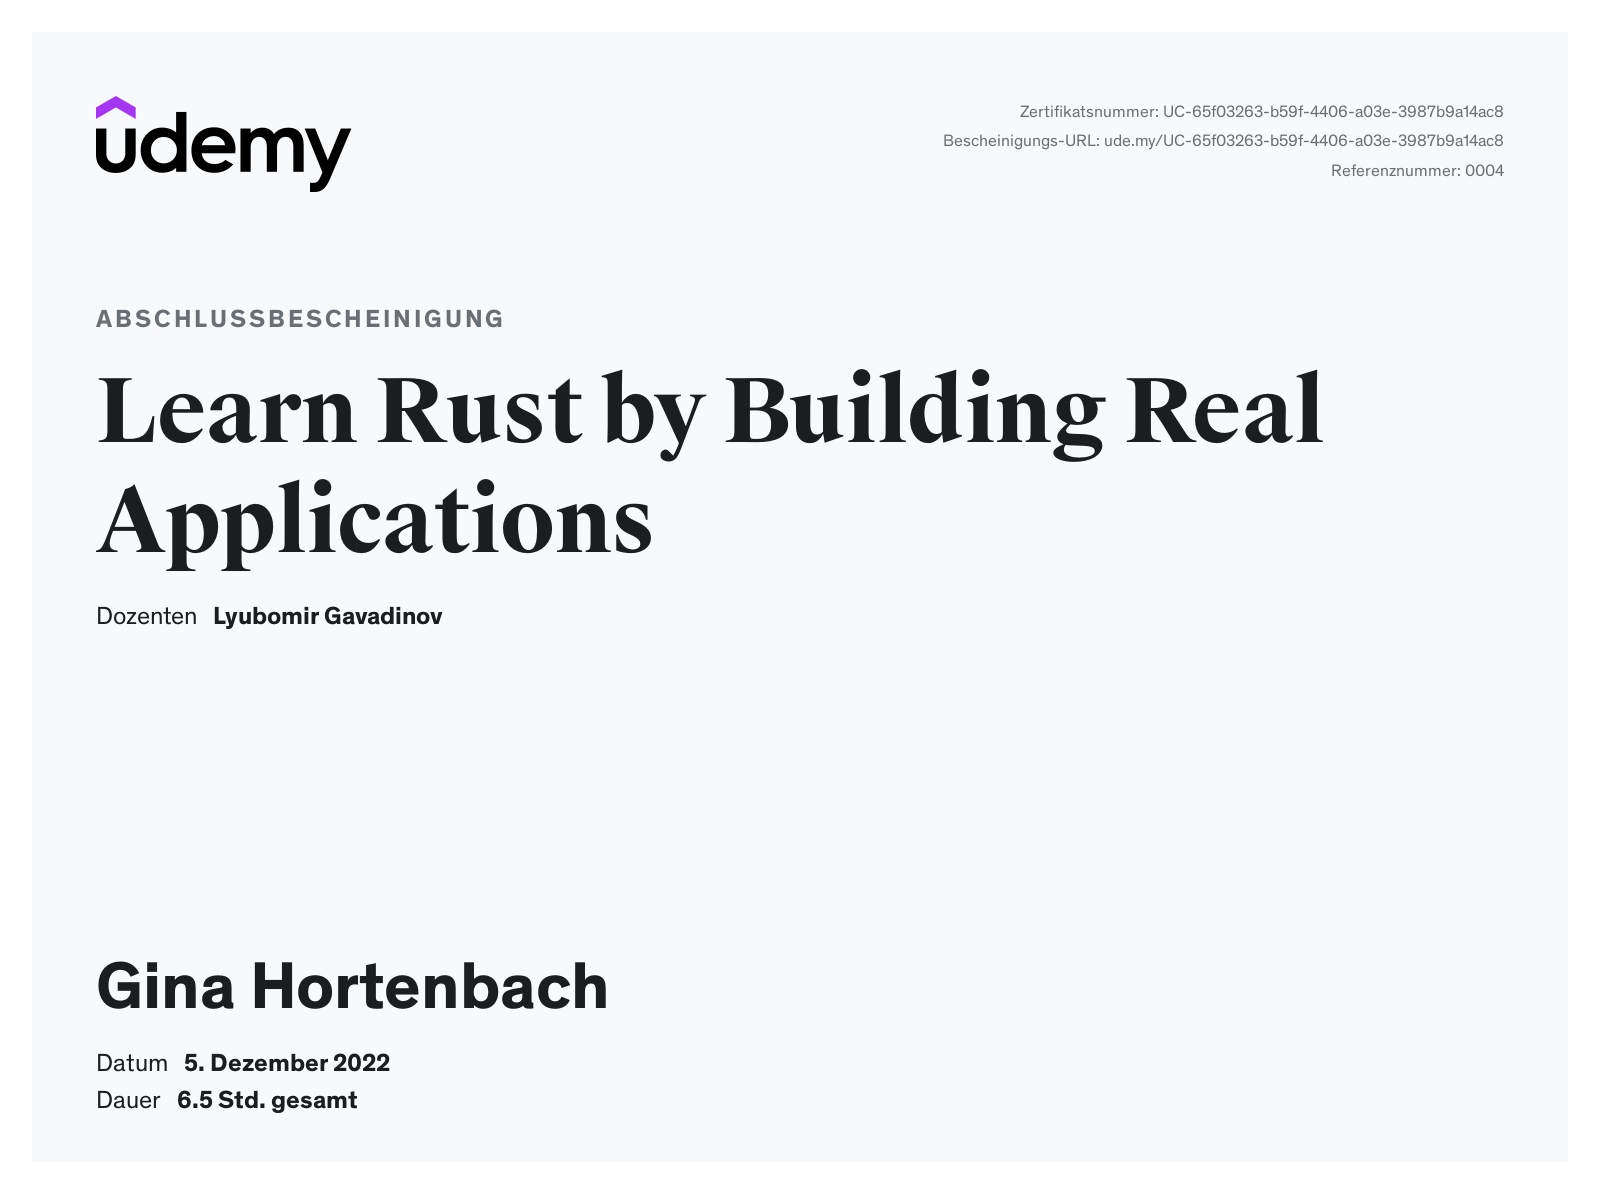 udemy
Zertifikatsnummer: UC-65f03263-b59f-4406-a03e-3987b9a14ac8
Bescheinigungs-URL: ude.my/UC-65f03263-b59f-4406-a03e-3987b9a14ac8
Referenznummer: 0004
ABSCHLUSSBESCHEINIGUNG
Learn Rust by Building Real
Applications
Dozenten Lyubomir Gavadinov
Gina Hortenbach
Datum 5. Dezember 2022
Dauer 6.5 Std. gesamt